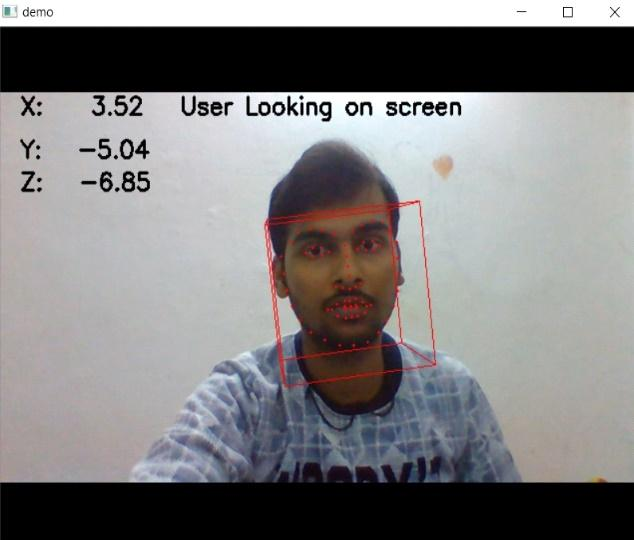 demo
X: 3.52 User Looking on screen
Y: -5.04
Z: -6.85